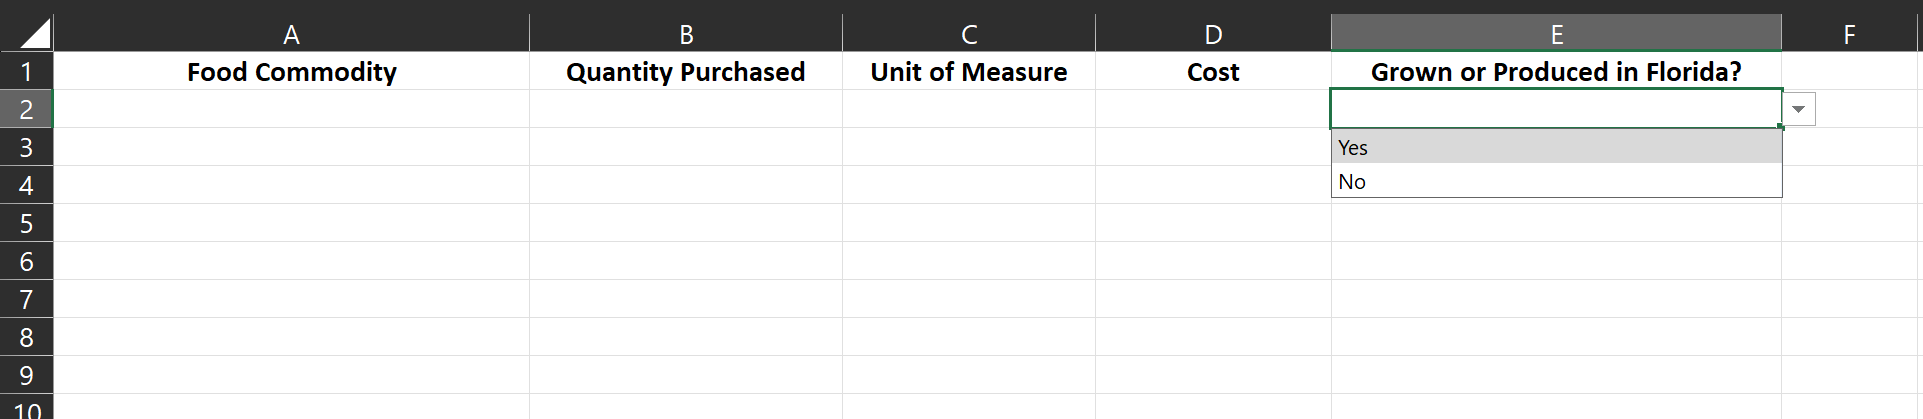 A B C D E F
1 Food Commodity Quantity Purchased Unit of Measure Cost Grown or Produced in Florida?
2
3 Yes
4 No
5
6
7
8
9
10